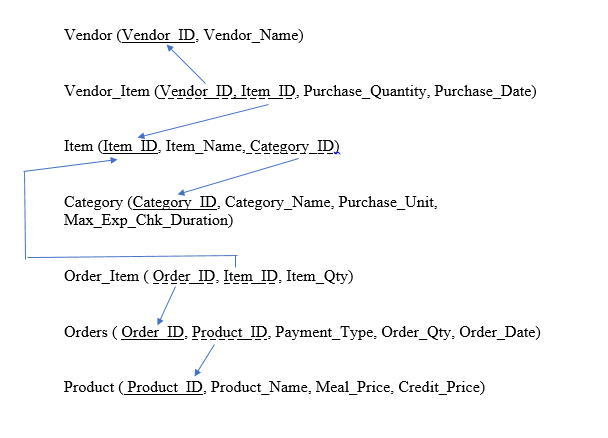 Vendor (Vendor_ID, Vendor_Name)
Vendor_Item (Vendor_ID, Item_ID, Purchase_Quantity, Purchase_Date)
Item (Item_ID, Item_Name, Category_ID)
Category (Category_ID, Category_Name, Purchase_Unit,
Max_Exp_Chk_Duration)
Order_Item ( Order_ID, Item_ID, Item_Qty)
Orders ( Order_ID, Product_ID, Payment_Type, Order_Qty, Order_Date)
Product ( Product_ID, Product_Name, Meal_Price, Credit_Price)